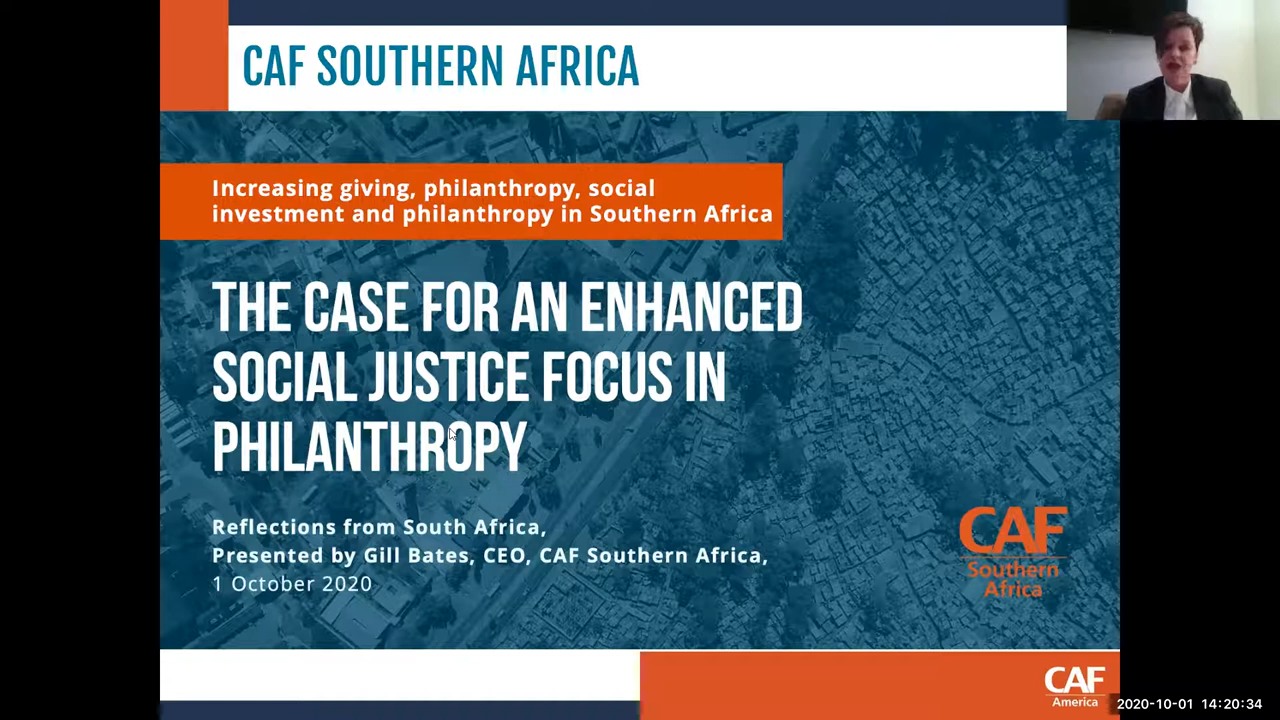 CAF SOUTHERN AFRICA
Increasing giving, philanthropy, social
investment and philanthropy in Southern Africa
THE CASE FOR AN ENHANCED
SOCIAL JUSTICE FOCUS IN
PHILANTHROPY
Reflections from South Africa,
Presented by Gill Bates, CEO, CAF Southern Africa,
1 October 2020
CAF
Southern
Africa
CAF
America
2020-10-01 14:20:34